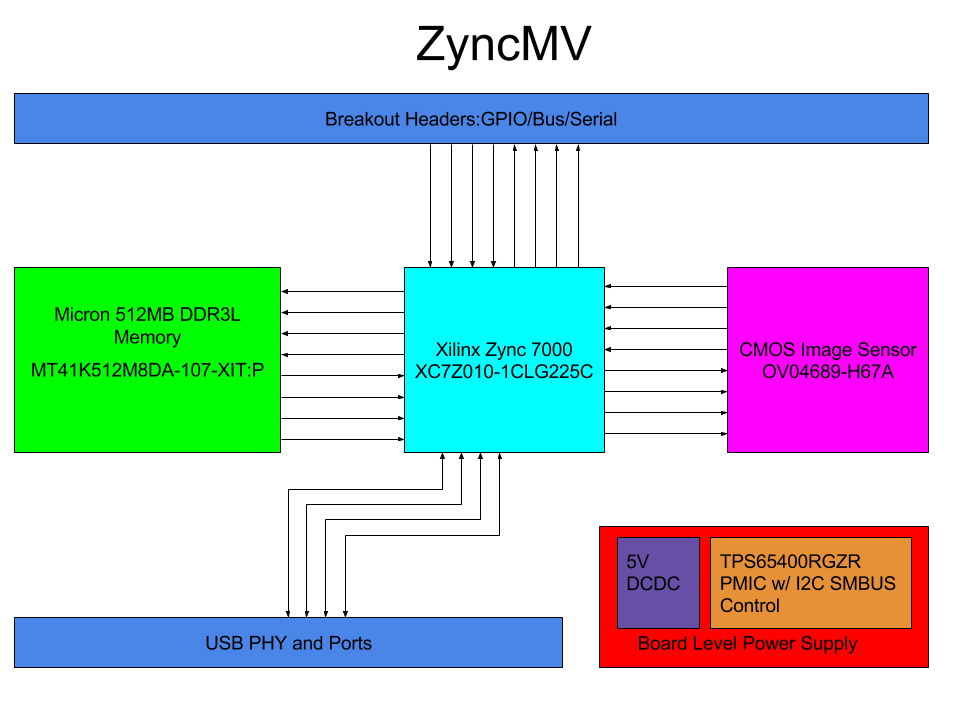 ZyncMV
Breakout Headers:GPIO/Bus/Serial
Micron 512MB DDR3L
Memory
MT41K512M8DA-107-XIT:P
Xilinx Zync 7000
XC7Z010-1CLG225C
CMOS Image Sensor
OV04689-H67A
5V
DCDC
TPS65400RGZR
PMIC w/ I2C SMBUS
Control
Board Level Power Supply
USB PHY and Ports